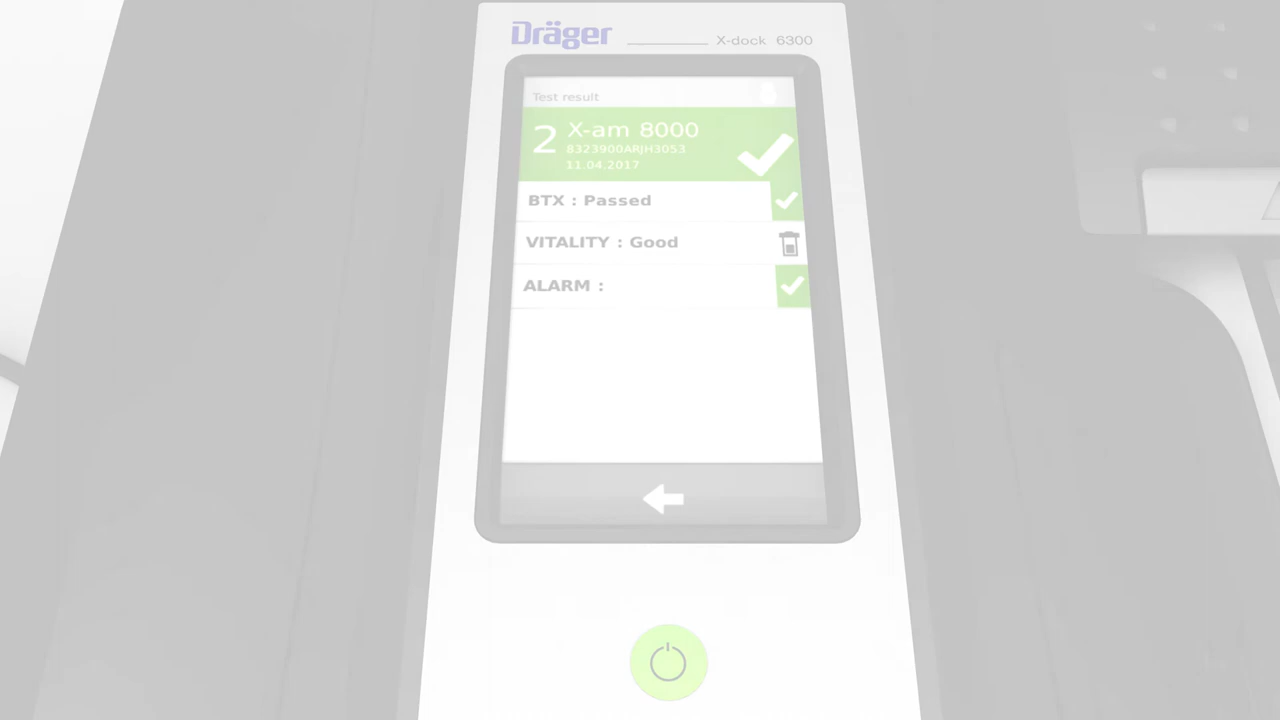 Dräger
X-dock 6300
Test result
2
X-am 8000
8323900ARJH3053
11.04.2017
BTX : Passed
VITALITY : Good
ALARM :